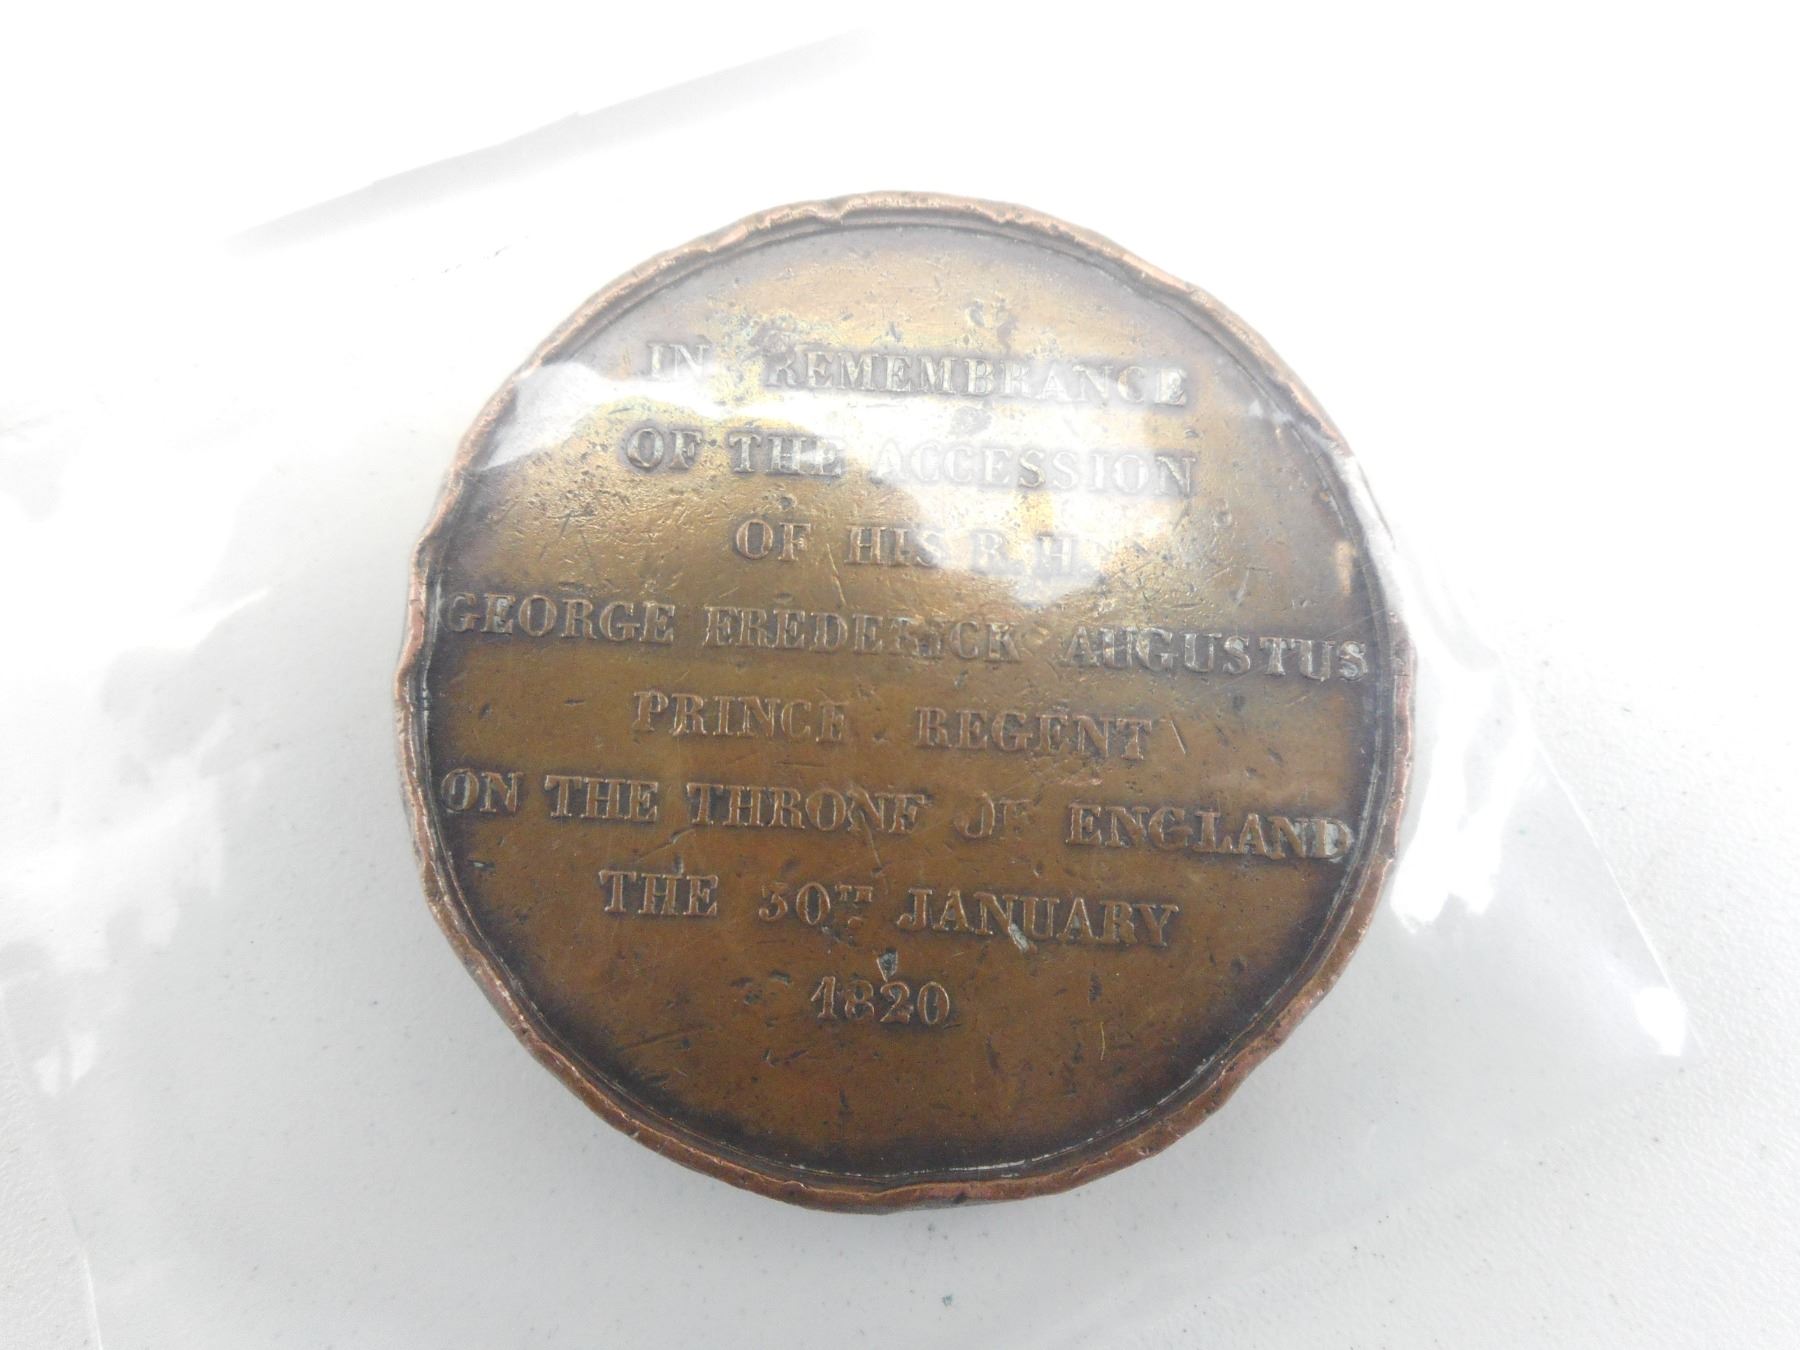 IN REMEMBRANCE
OF THE ACCESSION
OF HIS R.H.
GEORGE FREDERICK AUGUSTUS
PRINCE REGENT
ON THE THRONE OF ENGLAND
THE 30TH JANUARY
1820